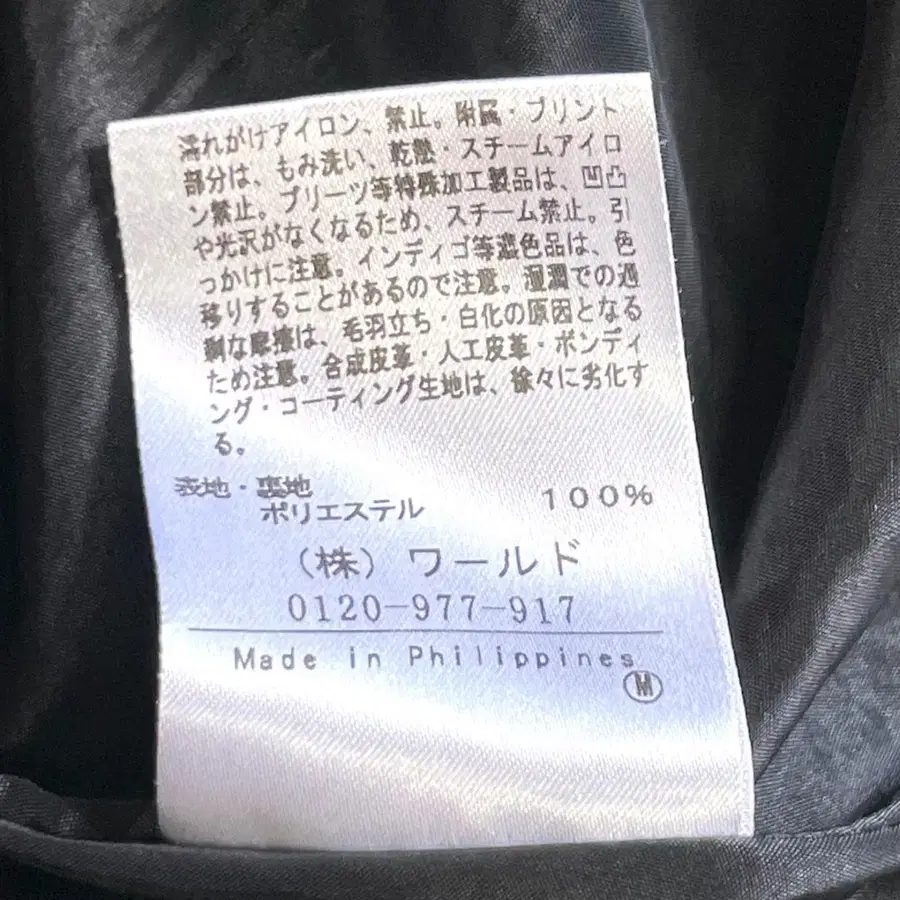 濡れがけアイロン、禁止。附属・プリント
部分は、もみ洗い、乾熱・スチームアイロ
ン禁止。プリーツ等特殊加工製品は、凹凸
や光沢がなくなるため、スチーム禁止。引
っかけに注意。インディゴ等濃色品は、色
移りすることがあるので注意。湿潤での過
剰な摩擦は、毛羽立ち・白化の原因となる
ため注意。合成皮革・人工皮革・ボンディ
ング・コーティング生地は、徐々に劣化す
る。
表地・裏地
ポリエステル 100%
（株）ワールド
0120-977-917
Made in Philippines
M